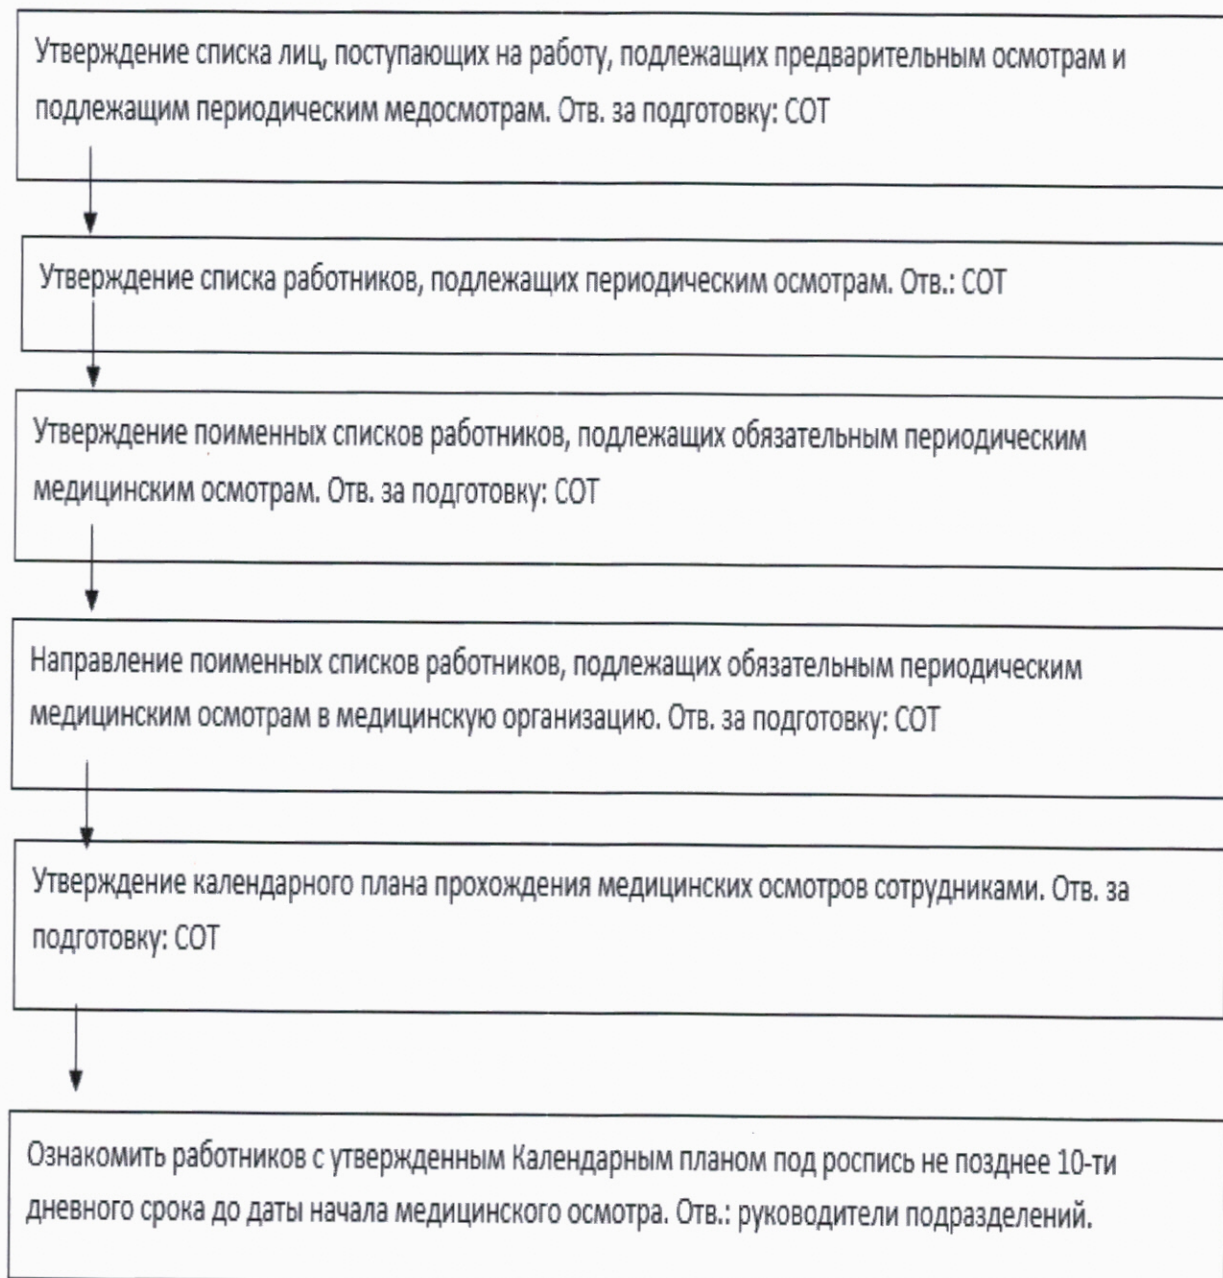 Утверждение списка лиц, поступающих на работу, подлежащих предварительным осмотрам и
подлежащим периодическим медосмотрам. Отв. за подготовку: СОТ
Утверждение списка работников, подлежащих периодическим осмотрам. Отв.: СОТ
Утверждение поименных списков работников, подлежащих обязательным периодическим
медицинским осмотрам. Отв. за подготовку: СОТ
Направление поименных списков работников, подлежащих обязательным периодическим
медицинским осмотрам в медицинскую организацию. Отв. за подготовку: СОТ
Утверждение календарного плана прохождения медицинских осмотров сотрудниками. Отв. за
подготовку: СОТ
Ознакомить работников с утвержденным Календарным планом под роспись не позднее 10-ти
дневного срока до даты начала медицинского осмотра. Отв.: руководители подразделений.